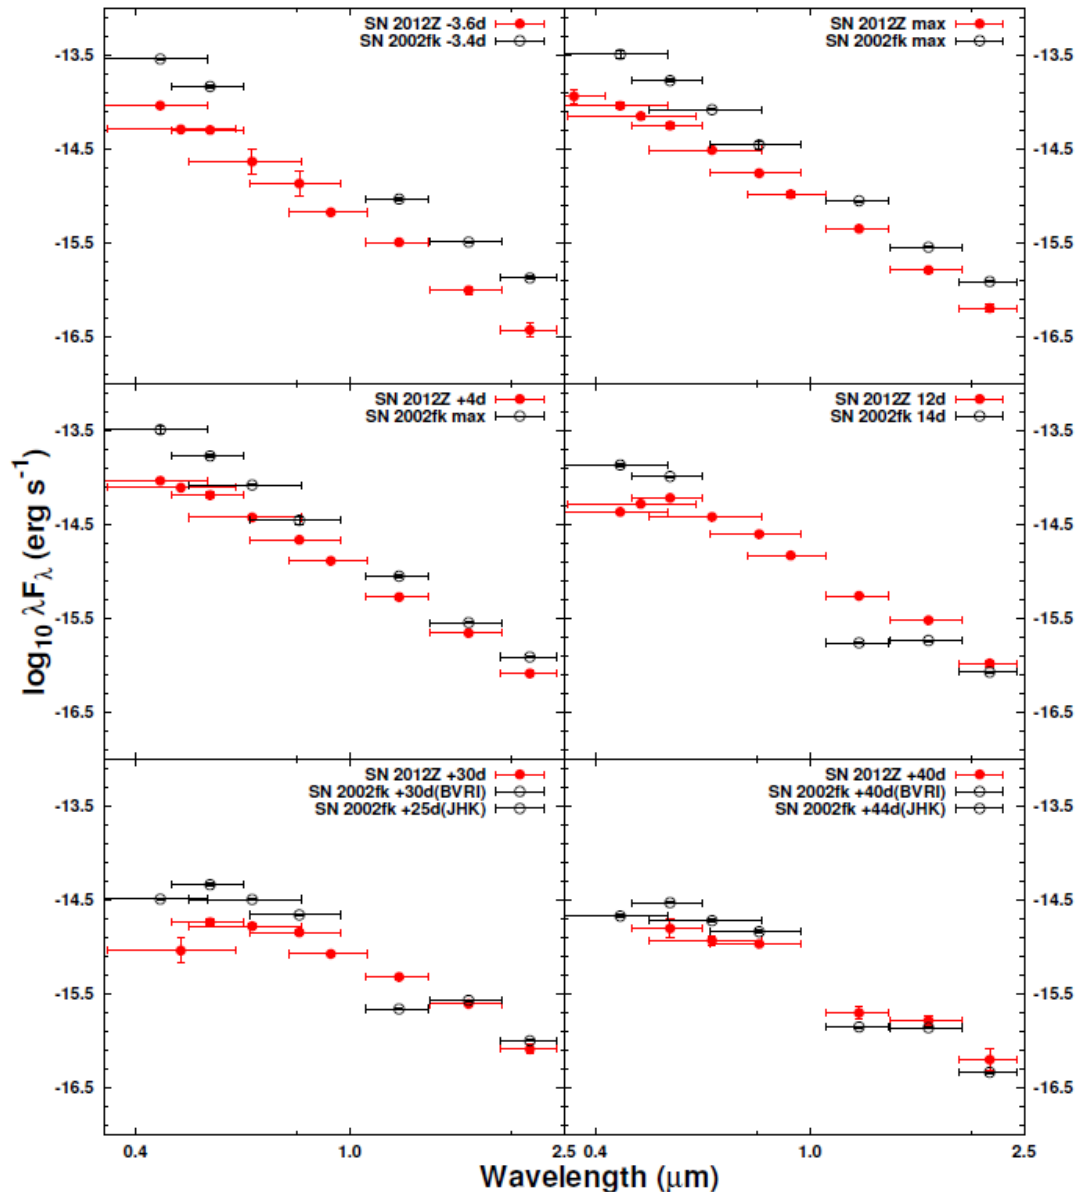 SN 2012Z -3.6d
SN 2002fk -3.4d
SN 2012Z max
SN 2002fk max
-13.5
-14.5
-15.5
-16.5
-13.5
-14.5
-15.5
-16.5
SN 2012Z +4d
SN 2002fk max
SN 2012Z 12d
SN 2002fk 14d
-13.5
-14.5
-15.5
-16.5
-13.5
-14.5
-15.5
-16.5
log10 λFλ (erg s-1)
SN 2012Z +30d
SN 2002fk +30d(BVRI)
SN 2002fk +25d(JHK)
SN 2012Z +40d
SN 2002fk +40d(BVRI)
SN 2002fk +44d(JHK)
-13.5
-14.5
-15.5
-16.5
-13.5
-14.5
-15.5
-16.5
0.4
1.0
2.5
0.4
1.0
2.5
Wavelength (μm)